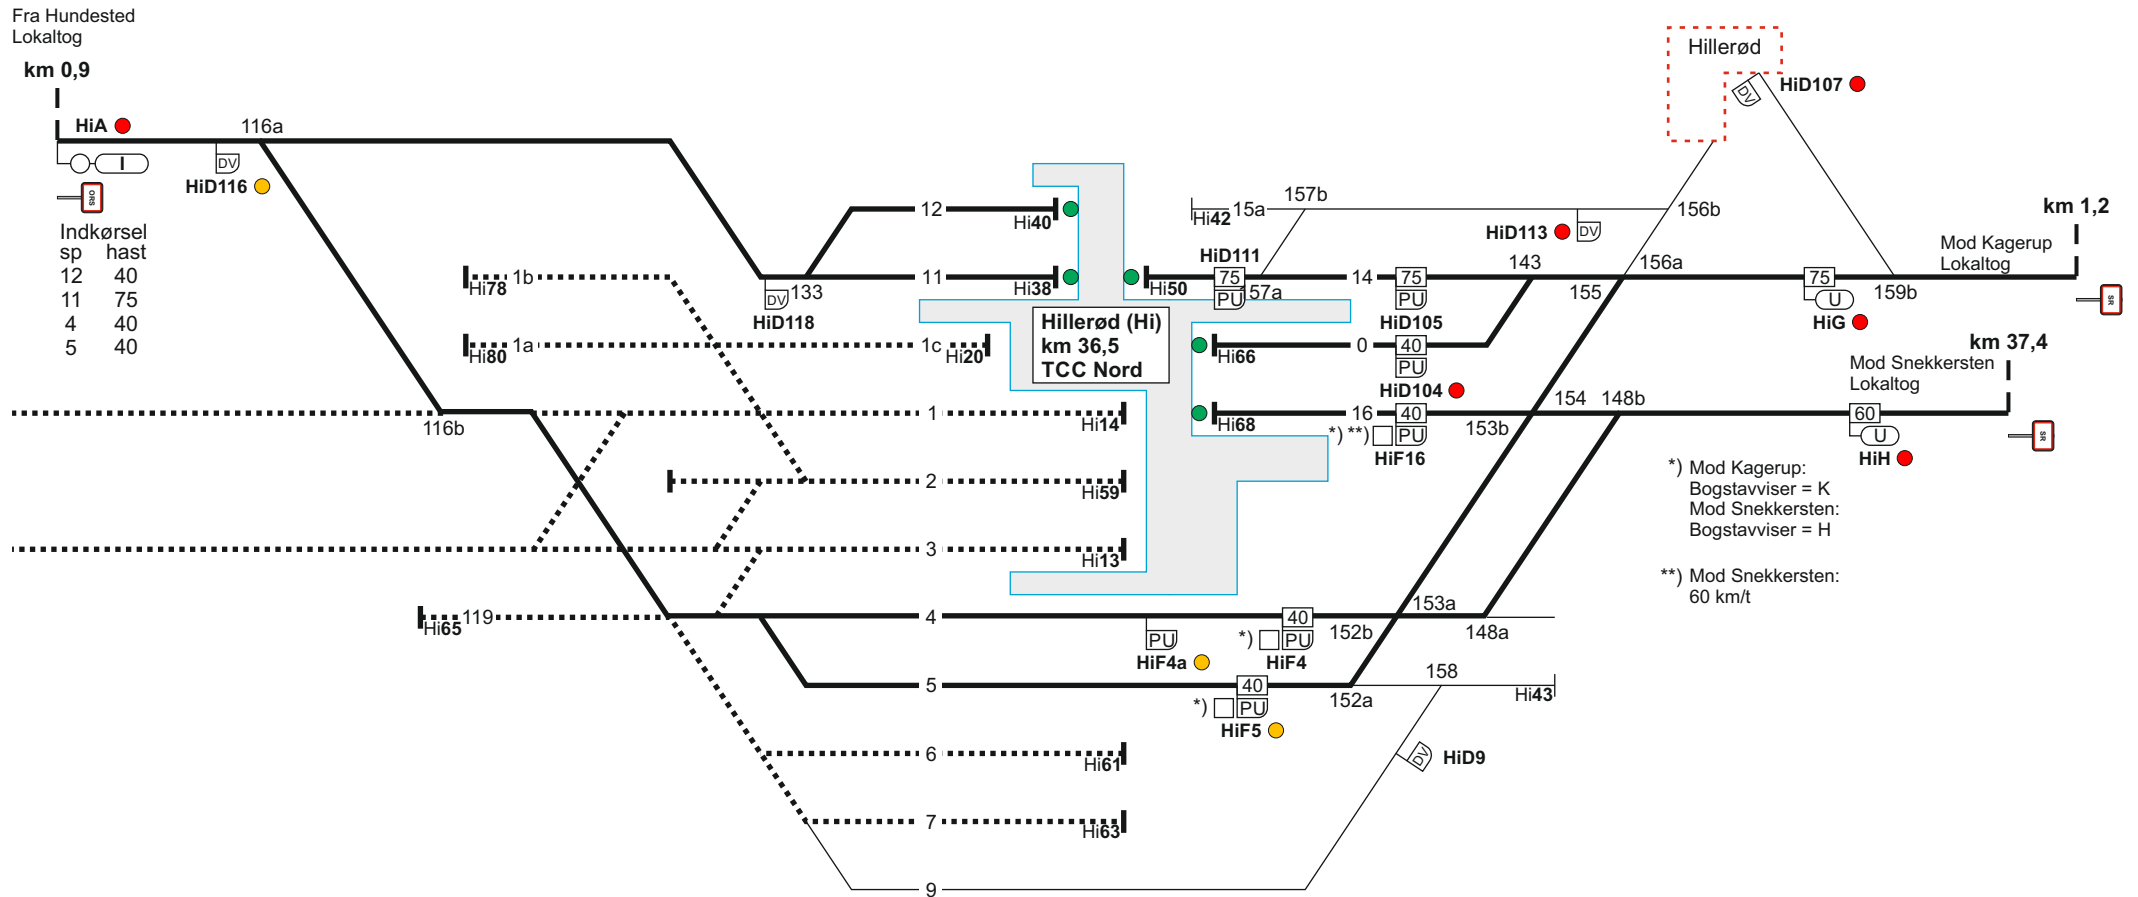 Fra Hundested
Lokaltog
km 0,9
HiA
I
ORS
116a
DV
HiD116
Indkørsel
sp hast
12 40
11 75
4 40
5 40
Hillerød
DV
HiD107
12
Hi40
Hi42
15a
157b
HiD113
DV
156b
km 1,2
Mod Kagerup
Lokaltog
SR
Hi78
1b
DV
133
HiD118
11
Hi38
Hi50
HiD111
75
PU
57a
14
75
PU
HiD105
143
155
156a
75
U
HiG
159b
Hi80
1a
1c
Hi20
Hillerød (Hi)
km 36,5
TCC Nord
Hi66
0
40
PU
HiD104
km 37,4
Mod Snekkersten
Lokaltog
SR
116b
1
Hi14
Hi68
16
40
*) **)
PU
HiF16
153b
154
148b
60
U
HiH
2
Hi59
3
Hi13
*) Mod Kagerup:
Bogstavviser = K
Mod Snekkersten:
Bogstavviser = H
**) Mod Snekkersten:
60 km/t
Hi65
119
4
PU
HiF4a
40
*)
PU
HiF4
152b
153a
148a
5
40
*)
PU
HiF5
152a
158
Hi43
6
Hi61
DV
HiD9
7
Hi63
9